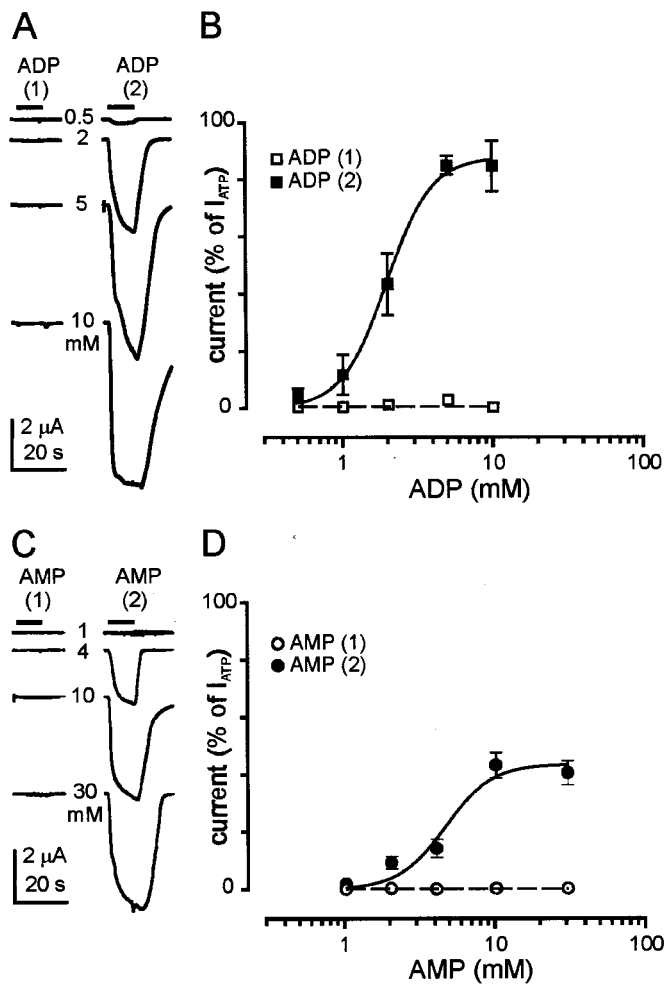 A
ADP
(1)
ADP
(2)
0.5
2
5
10
mM
2 µA
20 s
B
100
0
current (% of I_ATP)
ADP (1)
ADP (2)
1
10
100
ADP (mM)
C
AMP
(1)
AMP
(2)
1
4
10
30
mM
2 µA
20 s
D
100
0
current (% of I_ATP)
AMP (1)
AMP (2)
1
10
100
AMP (mM)